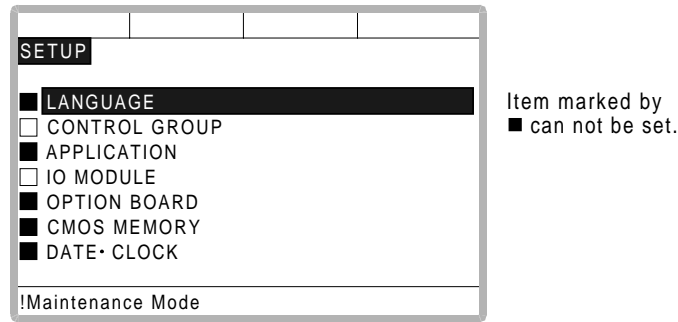 SETUP
■ LANGUAGE
□ CONTROL GROUP
■ APPLICATION
□ IO MODULE
■ OPTION BOARD
■ CMOS MEMORY
■ DATE・CLOCK
!Maintenance Mode
Item marked by
■ can not be set.